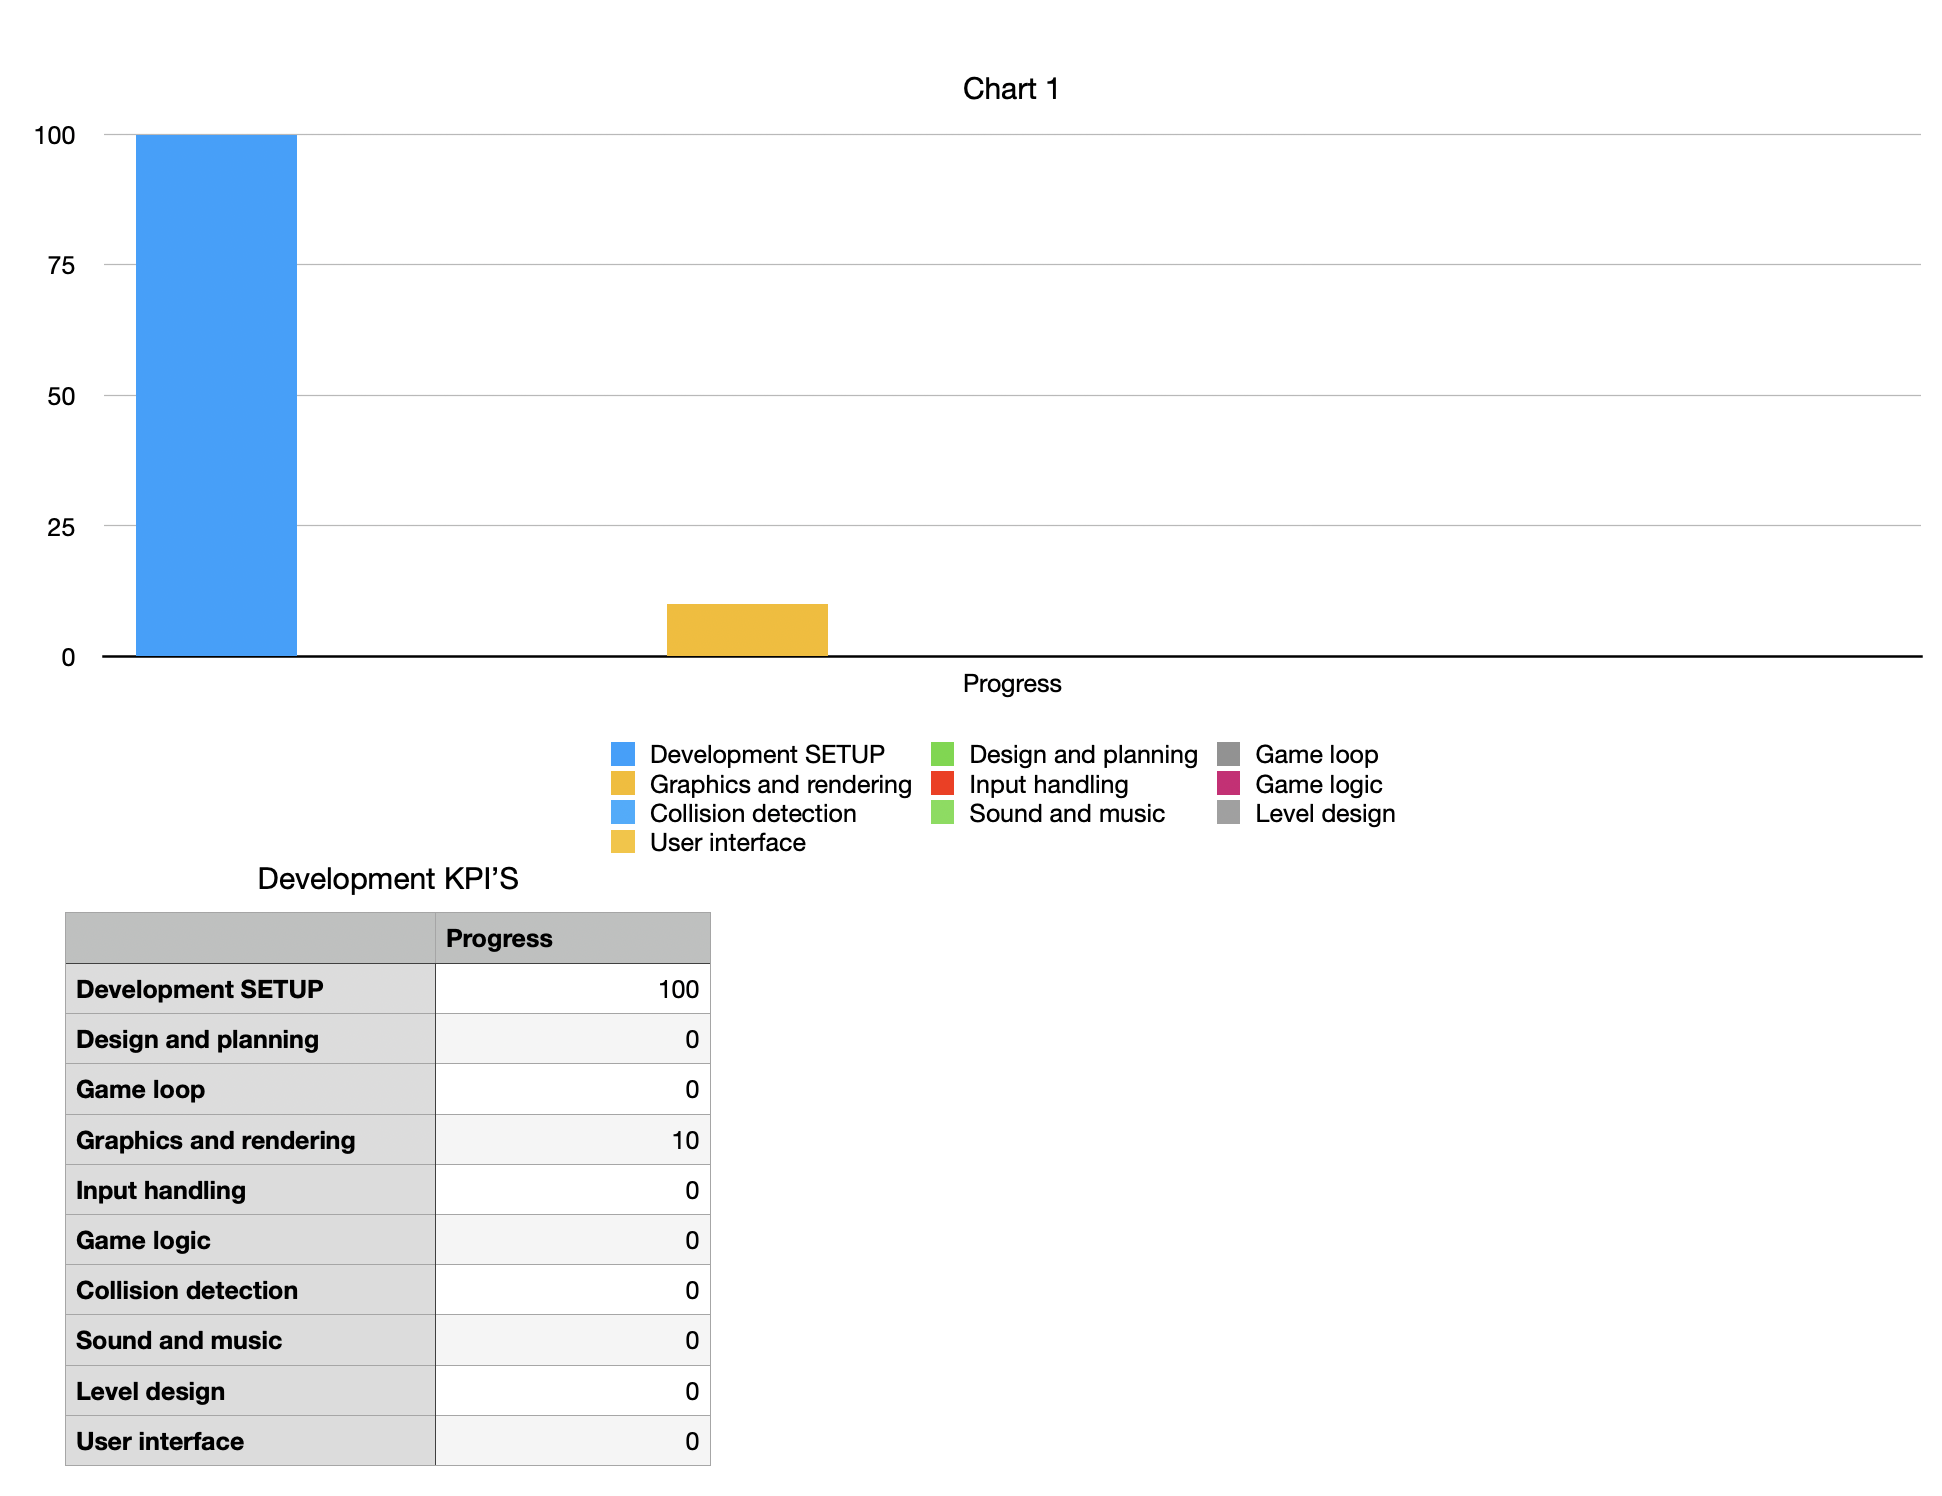 Chart 1
100
75
50
25
0
Progress
Development SETUP Design and planning Game loop
Graphics and rendering Input handling Game logic
Collision detection Sound and music Level design
User interface
Development KPI’S
Progress
Development SETUP 100
Design and planning 0
Game loop 0
Graphics and rendering 10
Input handling 0
Game logic 0
Collision detection 0
Sound and music 0
Level design 0
User interface 0